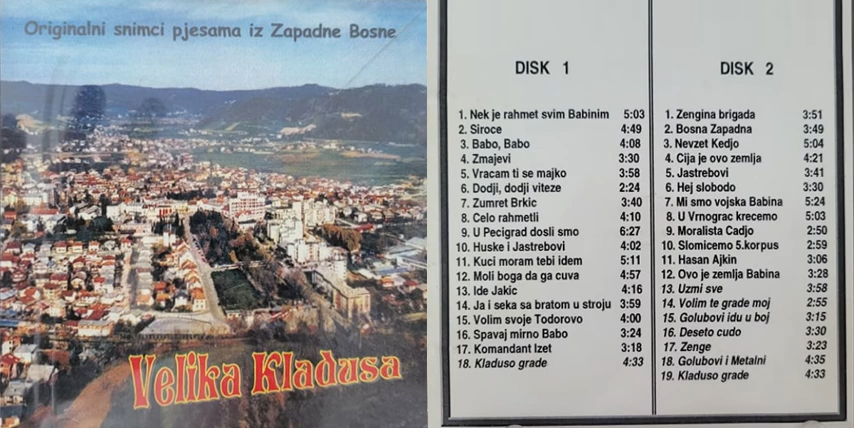 Originalni snimci pjesama iz Zapadne Bosne
Velika Kladusa
DISK 1
1. Nek je rahmet svim Babinim 5:03
2. Siroce 4:49
3. Babo, Babo 4:08
4. Zmajevi 3:30
5. Vracam ti se majko 3:58
6. Dodji, dodji viteze 2:24
7. Zumret Brkic 3:40
8. Celo rahmetli 4:10
9. U Pecigrad dosli smo 6:27
10. Huske i Jastrebovi 4:02
11. Kuci moram tebi idem 5:11
12. Moli boga da ga cuva 4:57
13. Ide Jakic 4:16
14. Ja i seka sa bratom u stroju 3:59
15. Volim svoje Todorovo 4:00
16. Spavaj mirno Babo 3:24
17. Komandant Izet 3:18
18. Kladuso grade 4:33
DISK 2
1. Zengina brigada 3:51
2. Bosna Zapadna 3:49
3. Nevzet Kedjo 5:04
4. Cija je ovo zemlja 4:21
5. Jastrebovi 3:41
6. Hej slobodo 3:30
7. Mi smo vojska Babina 5:24
8. U Vrnograc krecemo 5:03
9. Moralista Cadjo 2:50
10. Slomicemo 5.korpus 2:59
11. Hasan Ajkin 3:06
12. Ovo je zemlja Babina 3:28
13. Uzmi sve 3:58
14. Volim te grade moj 2:55
15. Golubovi idu u boj 3:15
16. Deseto cudo 3:30
17. Zenge 3:23
18. Golubovi i Metalni 4:35
19. Kladuso grade 4:33